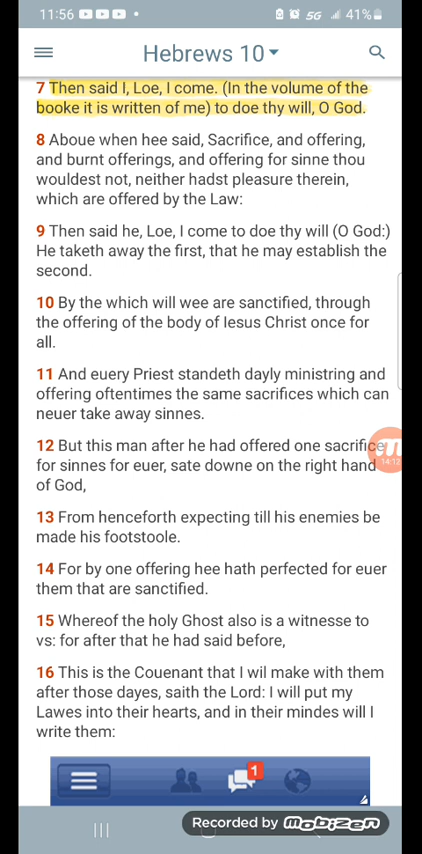 11:56
5G
41%
Hebrews 10
7 Then said I, Loe, I come. (In the volume of the
booke it is written of me) to doe thy will, O God.
8 Aboue when hee said, Sacrifice, and offering,
and burnt offerings, and offering for sinne thou
wouldest not, neither hadst pleasure therein,
which are offered by the Law:
9 Then said he, Loe, I come to doe thy will (O God:)
He taketh away the first, that he may establish the
second.
10 By the which will wee are sanctified, through
the offering of the body of Iesus Christ once for
all.
11 And euery Priest standeth dayly ministring and
offering oftentimes the same sacrifices which can
neuer take away sinnes.
12 But this man after he had offered one sacrifice
for sinnes for euer, sate downe on the right hand
of God,
14:12
13 From henceforth expecting till his enemies be
made his footstoole.
14 For by one offering hee hath perfected for euer
them that are sanctified.
15 Whereof the holy Ghost also is a witnesse to
vs: for after that he had said before,
16 This is the Couenant that I wil make with them
after those dayes, saith the Lord: I will put my
Lawes into their hearts, and in their mindes will I
write them:
1
Recorded by mobizen